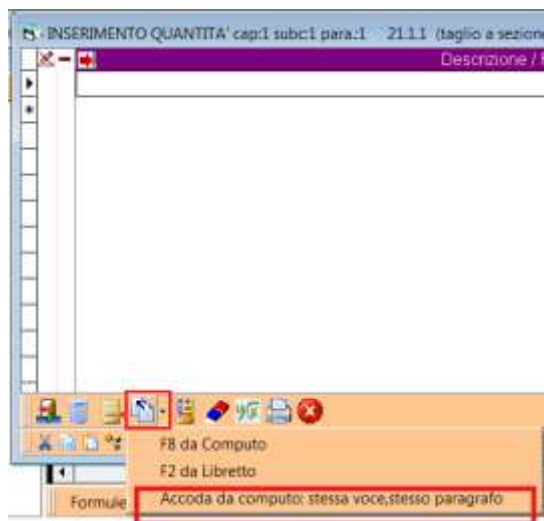 INSERIMENTO QUANTITA' cap:1 subc:1 para.:1 21.1.1 (taglio a sezione
Descrizione /
F8 da Computo
F2 da Libretto
Accoda da computo: stessa voce,stesso paragrafo
Formule